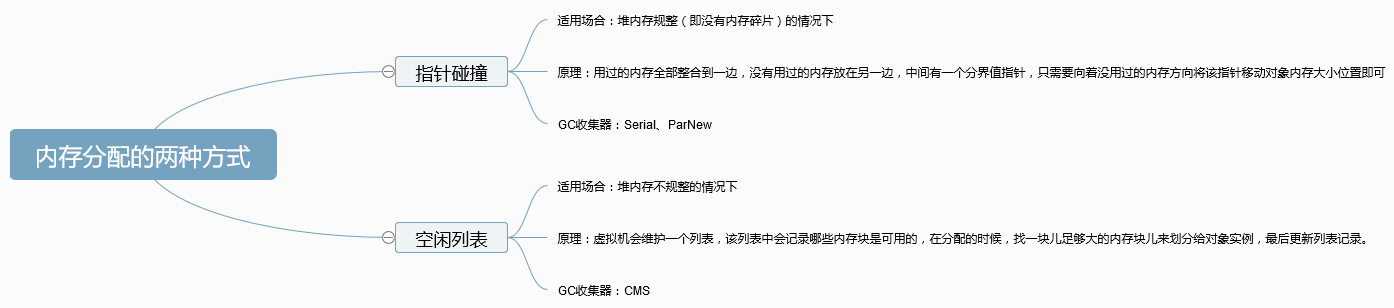 内存分配的两种方式
指针碰撞
适用场合：堆内存规整（即没有内存碎片）的情况下
原理：用过的内存全部整合到一边，没有用过的内存放在另一边，中间有一个分界值指针，只需要向着没用过的内存方向将该指针移动对象内存大小位置即可
GC收集器：Serial、ParNew
空闲列表
适用场合：堆内存不规整的情况下
原理：虚拟机会维护一个列表，该列表中会记录哪些内存块是可用的，在分配的时候，找一块儿足够大的内存块儿来划分给对象实例，最后更新列表记录。
GC收集器：CMS